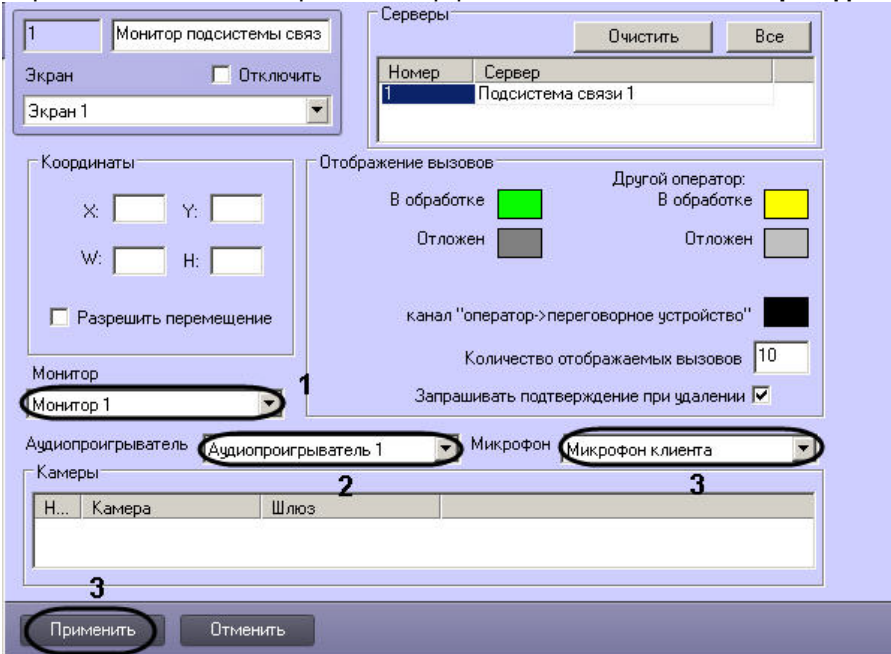 1 Монитор подсистемы связ
Экран Отключить
Экран 1
Серверы
Очистить Все
Номер Сервер
1 Подсистема связи 1
Координаты
X: Y:
W: H:
Разрешить перемещение
Отображение вызовов
Другой оператор:
В обработке В обработке
Отложен Отложен
канал "оператор->переговорное устройство"
Количество отображаемых вызовов 10
Запрашивать подтверждение при удалении
Монитор
Монитор 1 1
Аудиопроигрыватель Аудиопроигрыватель 1 Микрофон Микрофон клиента
2 3
Камеры
Н... Камера Шлюз
3
Применить Отменить